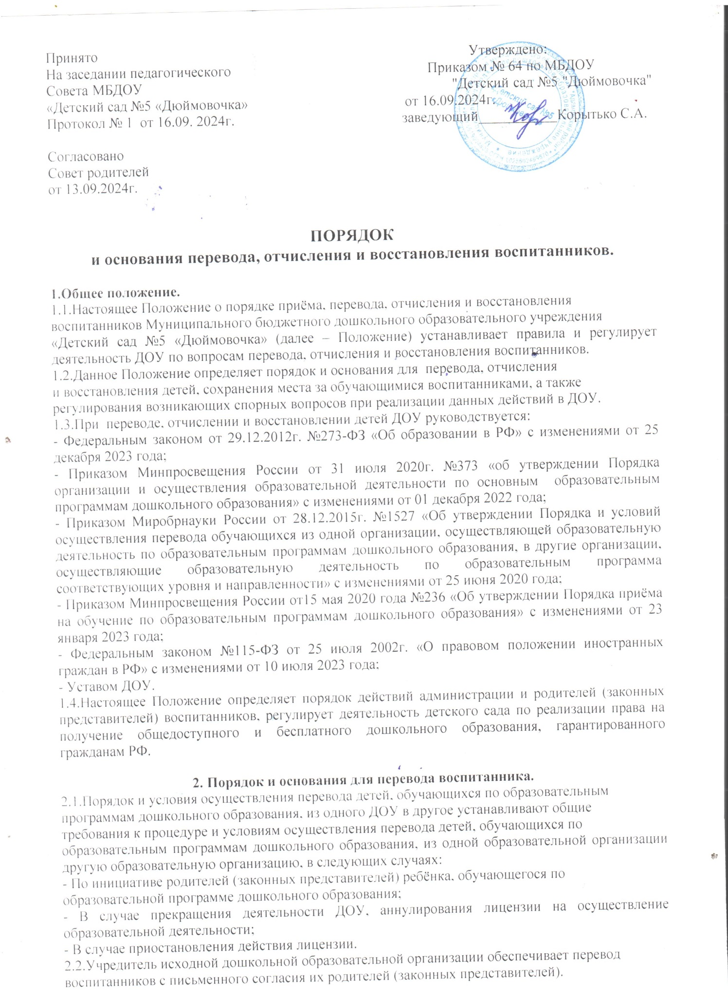 Принято
На заседании педагогического
Совета МБДОУ
«Детский сад №5 «Дюймовочка»
Протокол № 1 от 16.09. 2024г.
Согласовано
Совет родителей
от 13.09.2024г.
Утверждено:
Приказом № 64 по МБДОУ
"Детский сад №5 "Дюймовочка"
от 16.09.2024г.
заведующий____________Корытько С.А.
ПОРЯДОК
и основания перевода, отчисления и восстановления воспитанников.
1.Общее положение.
1.1.Настоящее Положение о порядке приёма, перевода, отчисления и восстановления
воспитанников Муниципального бюджетного дошкольного образовательного учреждения
«Детский сад №5 «Дюймовочка» (далее – Положение) устанавливает правила и регулирует
деятельность ДОУ по вопросам перевода, отчисления и восстановления воспитанников.
1.2.Данное Положение определяет порядок и основания для перевода, отчисления
и восстановления детей, сохранения места за обучающимися воспитанниками, а также
регулирования возникающих спорных вопросов при реализации данных действий в ДОУ.
1.3.При переводе, отчислении и восстановлении детей ДОУ руководствуется:
- Федеральным законом от 29.12.2012г. №273-ФЗ «Об образовании в РФ» с изменениями от 25
декабря 2023 года;
- Приказом Минпросвещения России от 31 июля 2020г. №373 «об утверждении Порядка
организации и осуществления образовательной деятельности по основным образовательным
программам дошкольного образования» с изменениями от 01 декабря 2022 года;
- Приказом Миробрнауки России от 28.12.2015г. №1527 «Об утверждении Порядка и условий
осуществления перевода обучающихся из одной организации, осуществляющей образовательную
деятельность по образовательным программам дошкольного образования, в другие организации,
осуществляющие образовательную деятельность по образовательным программа
соответствующих уровня и направленности» с изменениями от 25 июня 2020 года;
- Приказом Минпросвещения России от15 мая 2020 года №236 «Об утверждении Порядка приёма
на обучение по образовательным программам дошкольного образования» с изменениями от 23
января 2023 года;
- Федеральным законом №115-ФЗ от 25 июля 2002г. «О правовом положении иностранных
граждан в РФ» с изменениями от 10 июля 2023 года;
- Уставом ДОУ.
1.4.Настоящее Положение определяет порядок действий администрации и родителей (законных
представителей) воспитанников, регулирует деятельность детского сада по реализации права на
получение общедоступного и бесплатного дошкольного образования, гарантированного
гражданам РФ.
2. Порядок и основания для перевода воспитанника.
2.1.Порядок и условия осуществления перевода детей, обучающихся по образовательным
программам дошкольного образования, из одного ДОУ в другое устанавливают общие
требования к процедуре и условиям осуществления перевода детей, обучающихся по
образовательным программам дошкольного образования, из одной образовательной организации
другую образовательную организацию, в следующих случаях:
- По инициативе родителей (законных представителей) ребёнка, обучающегося по
образовательной программе дошкольного образования;
- В случае прекращения деятельности ДОУ, аннулирования лицензии на осуществление
образовательной деятельности;
- В случае приостановления действия лицензии.
2.2.Учредитель исходной дошкольной образовательной организации обеспечивает перевод
воспитанников с письменного согласия их родителей (законных представителей).